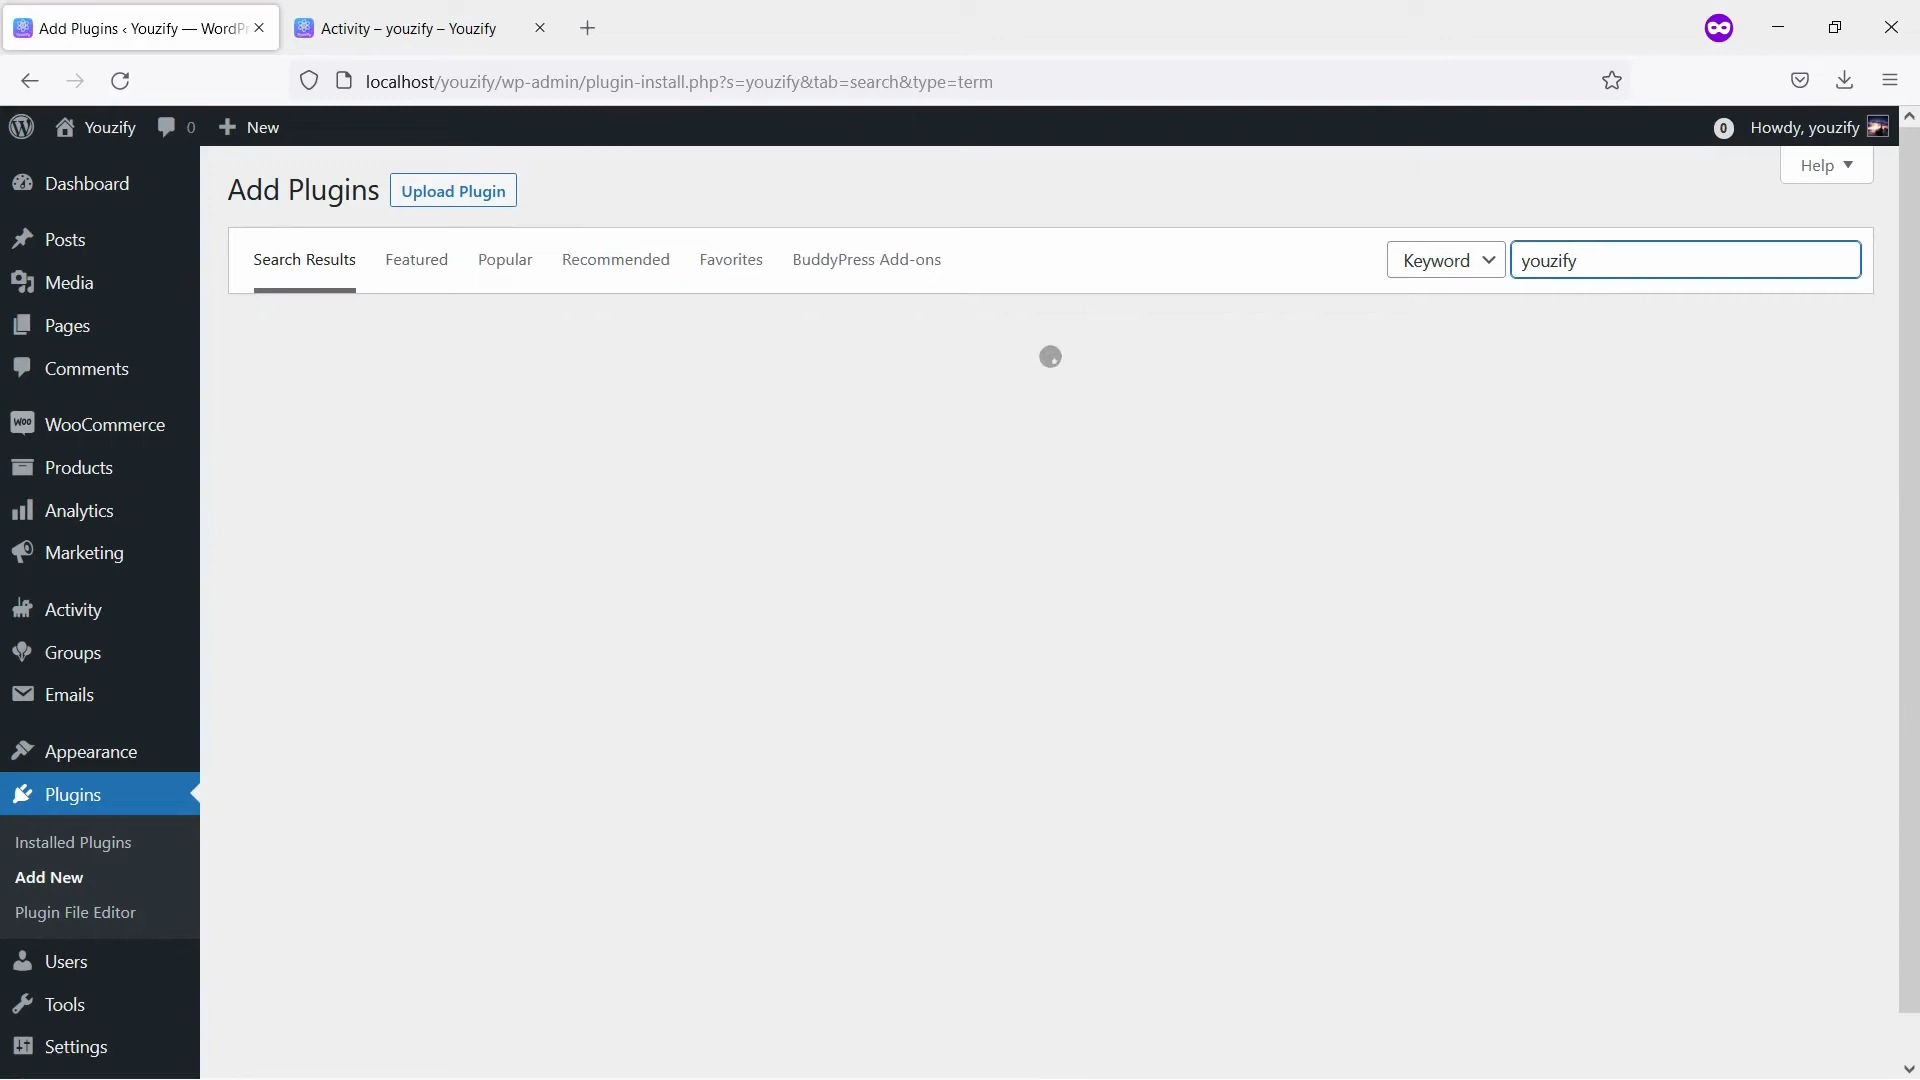 Add Plugins ‹ Youzify — WordPr
Activity – youzify – Youzify
localhost/youzify/wp-admin/plugin-install.php?s=youzify&tab=search&type=term
Youzify
0
New
0
Howdy, youzify
Help
Dashboard
Posts
Media
Pages
Comments
WooCommerce
Products
Analytics
Marketing
Activity
Groups
Emails
Appearance
Plugins
Installed Plugins
Add New
Plugin File Editor
Users
Tools
Settings
Add Plugins
Upload Plugin
Search Results
Featured
Popular
Recommended
Favorites
BuddyPress Add-ons
Keyword
youzify